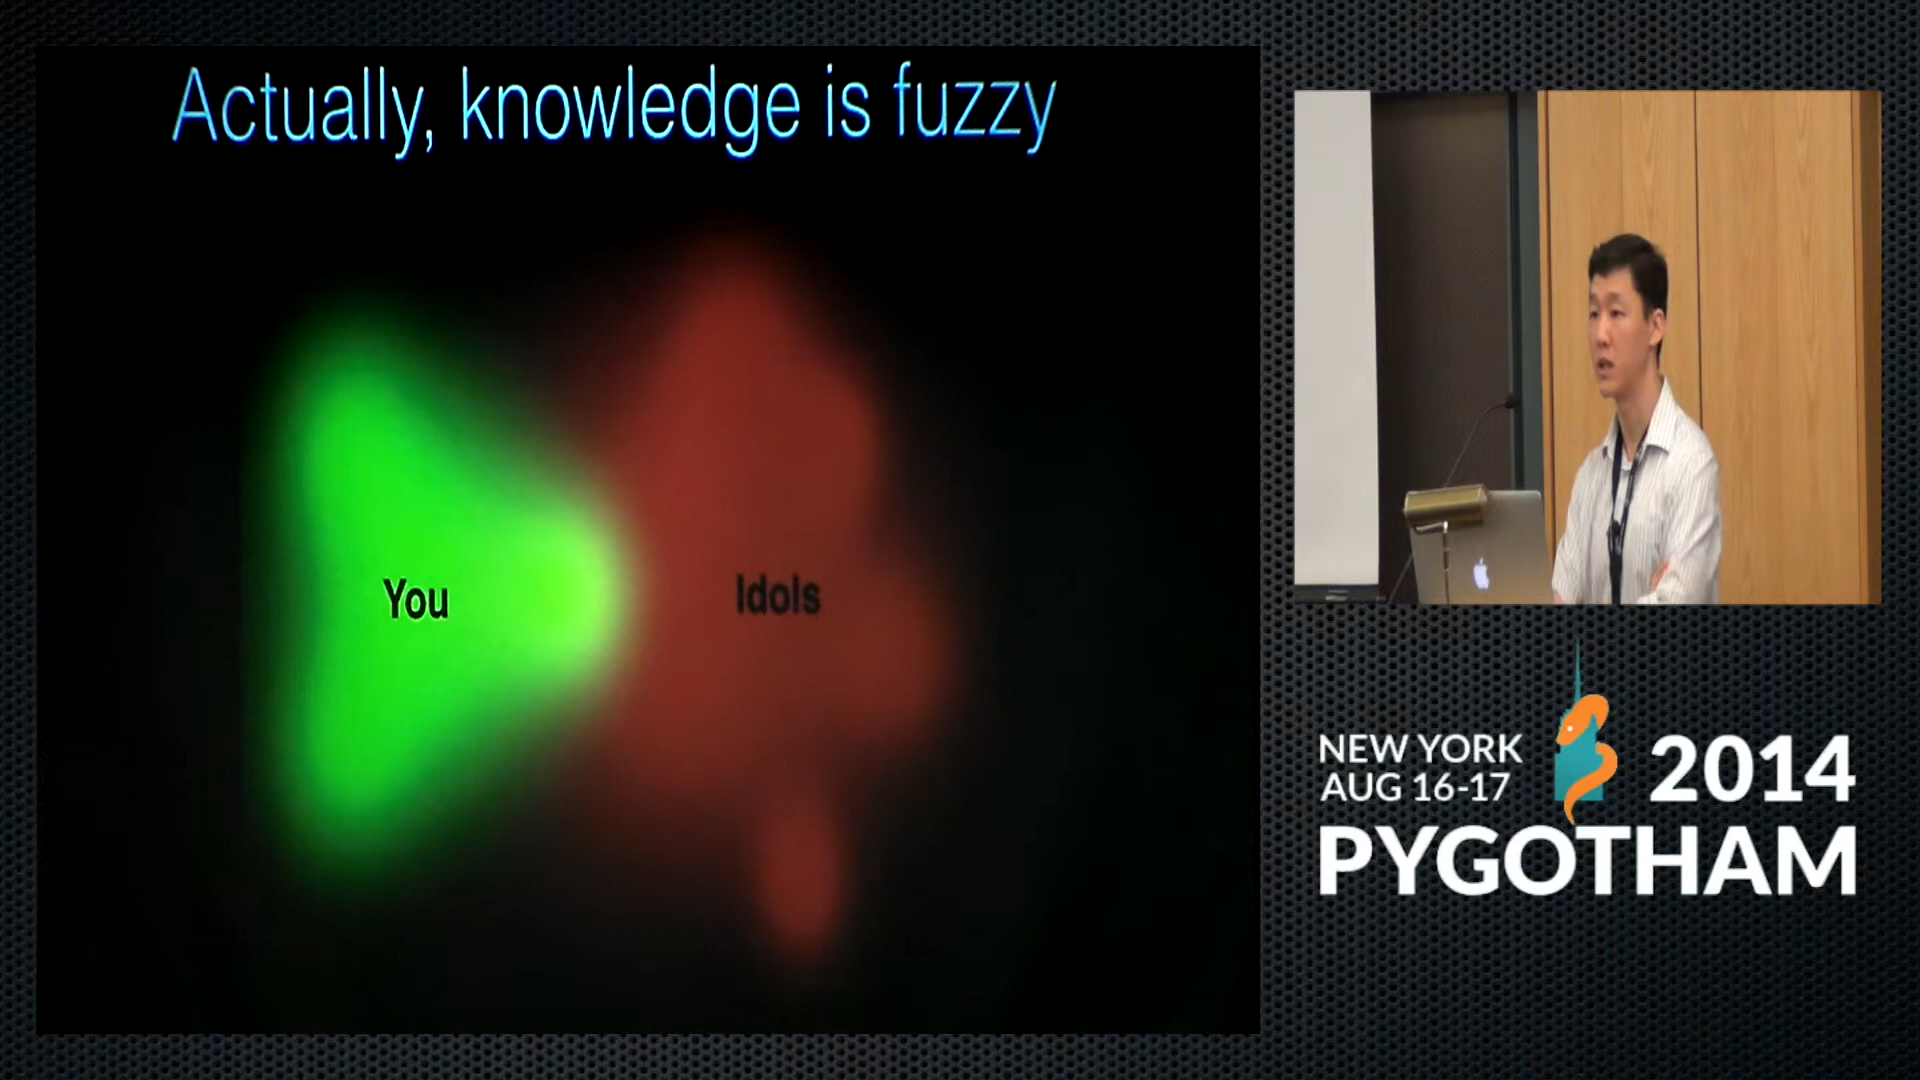 Actually, knowledge is fuzzy
You
Idols
NEW YORK
AUG 16-17
2014
PYGOTHAM